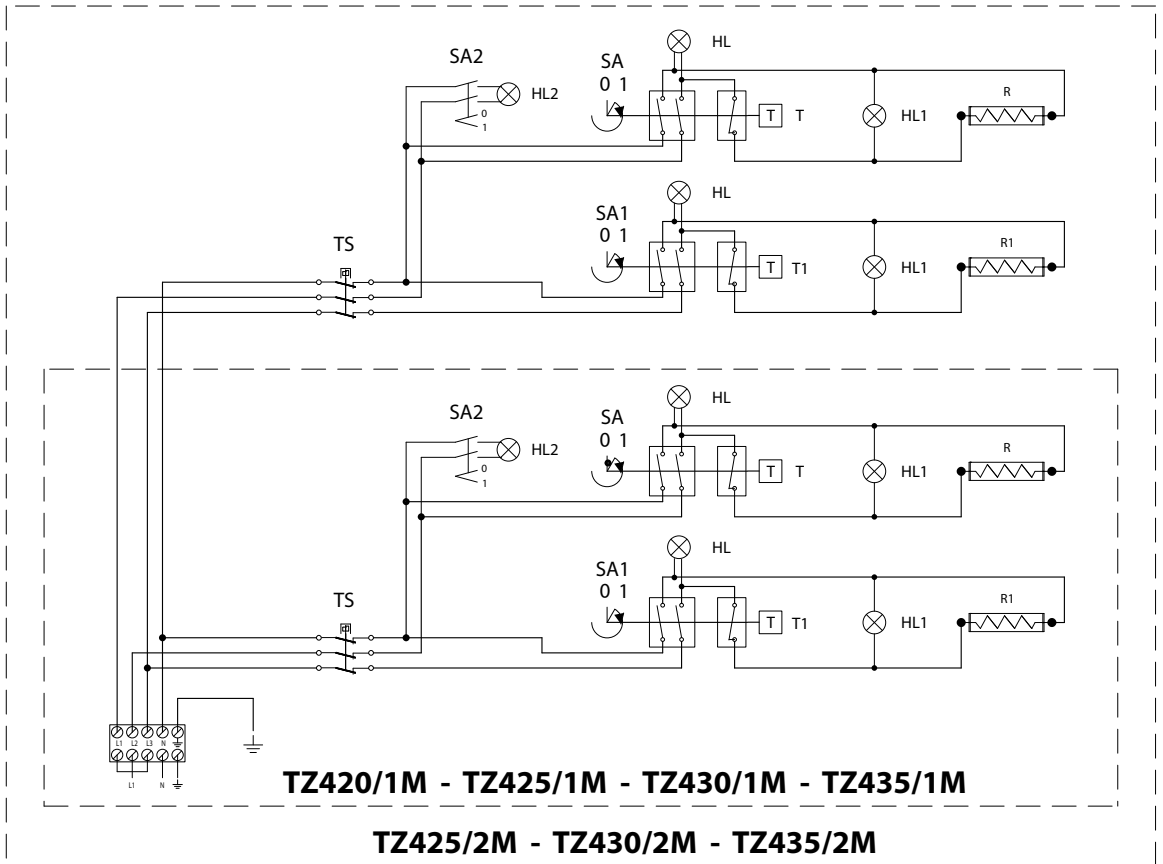 HL
SA2
SA
0 1
HL2
0
1
T T
HL1
R
HL
SA1
0 1
TS
T T1
HL1
R1
HL
SA2
SA
0 1
HL2
0
1
T T
HL1
R
HL
SA1
0 1
TS
T T1
HL1
R1
L1 L2 L3 N
L1 N
TZ420/1M - TZ425/1M - TZ430/1M - TZ435/1M
TZ425/2M - TZ430/2M - TZ435/2M